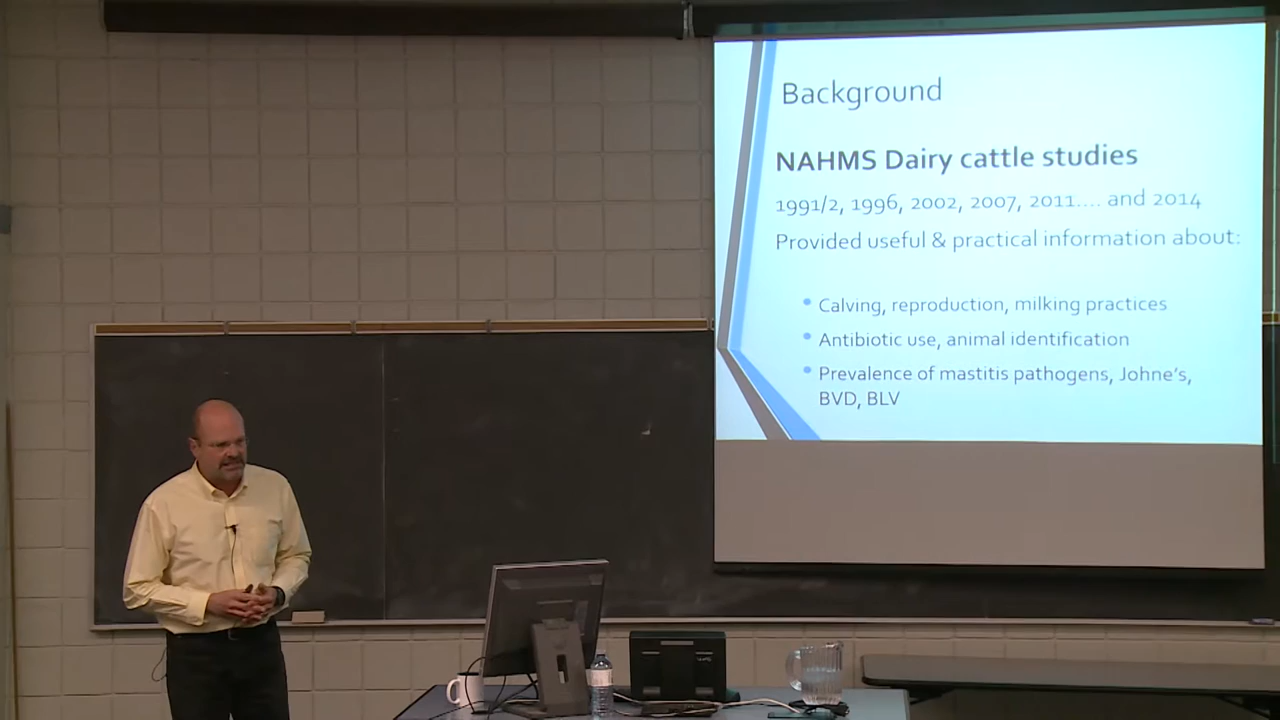 Background
NAHMS Dairy cattle studies
1991/2, 1996, 2002, 2007, 2011.... and 2014
Provided useful & practical information about:
• Calving, reproduction, milking practices
• Antibiotic use, animal identification
• Prevalence of mastitis pathogens, Johne's,
BVD, BLV